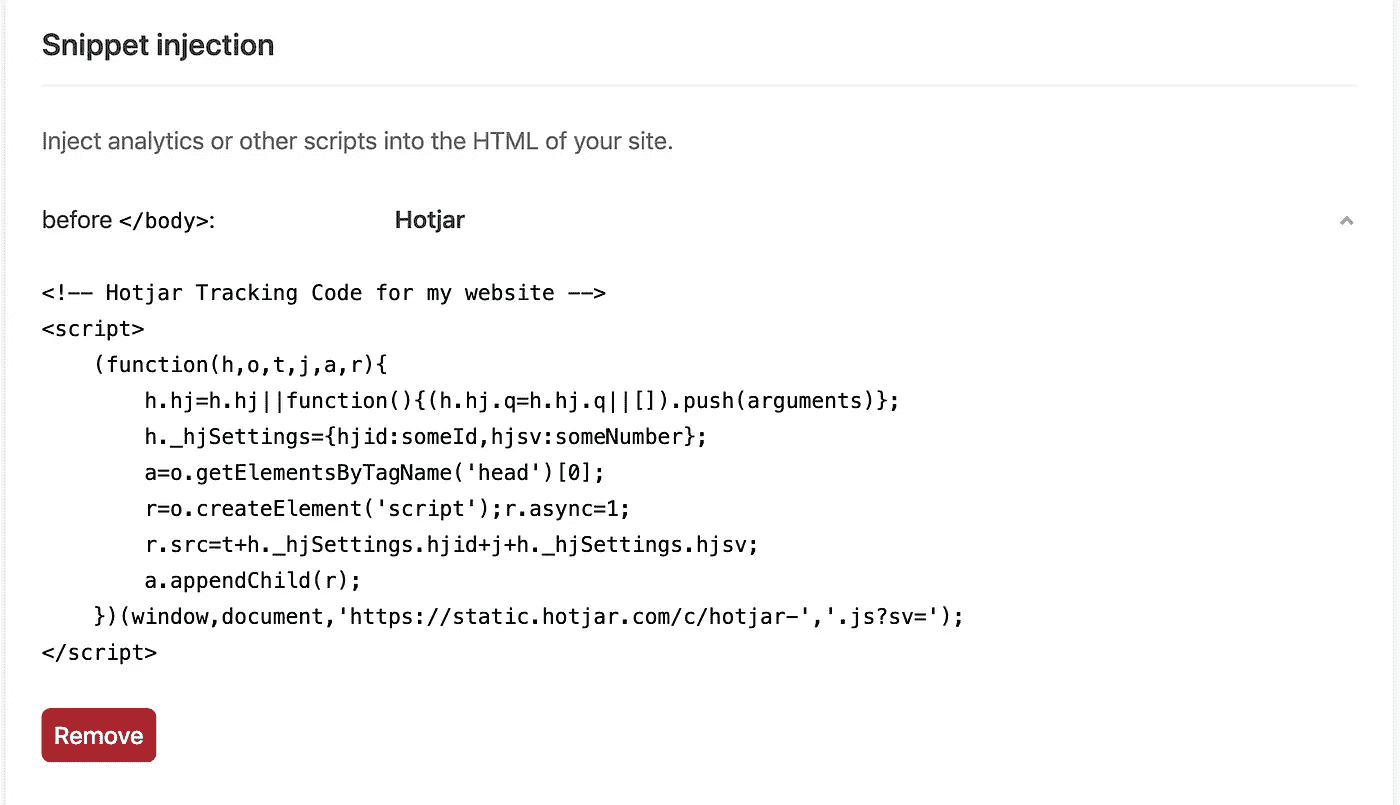 Snippet injection
Inject analytics or other scripts into the HTML of your site.
before </body>: Hotjar
<!-- Hotjar Tracking Code for my website -->
<script>
    (function(h,o,t,j,a,r){
        h.hj=h.hj||function(){(h.hj.q=h.hj.q||[]).push(arguments)};
        h._hjSettings={hjid:someId,hjsv:someNumber};
        a=o.getElementsByTagName('head')[0];
        r=o.createElement('script');r.async=1;
        r.src=t+h._hjSettings.hjid+j+h._hjSettings.hjsv;
        a.appendChild(r);
    })(window,document,'https://static.hotjar.com/c/hotjar-','.js?sv=');
</script>
Remove